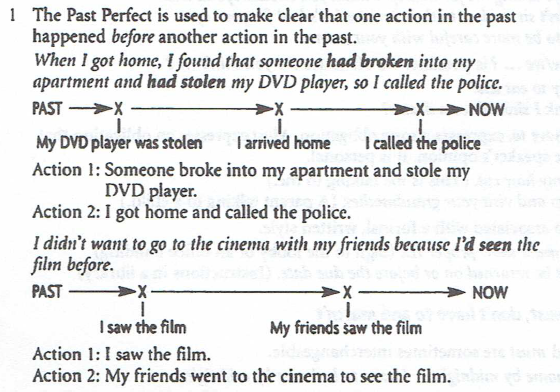 1 The Past Perfect is used to make clear that one action in the past
happened before another action in the past.
When I got home, I found that someone had broken into my
apartment and had stolen my DVD player, so I called the police.
PAST X X X NOW
My DVD player was stolen I arrived home I called the police
Action 1: Someone broke into my apartment and stole my
DVD player.
Action 2: I got home and called the police.
I didn't want to go to the cinema with my friends because I'd seen the
film before.
PAST X X NOW
I saw the film My friends saw the film
Action 1: I saw the film.
Action 2: My friends went to the cinema to see the film.